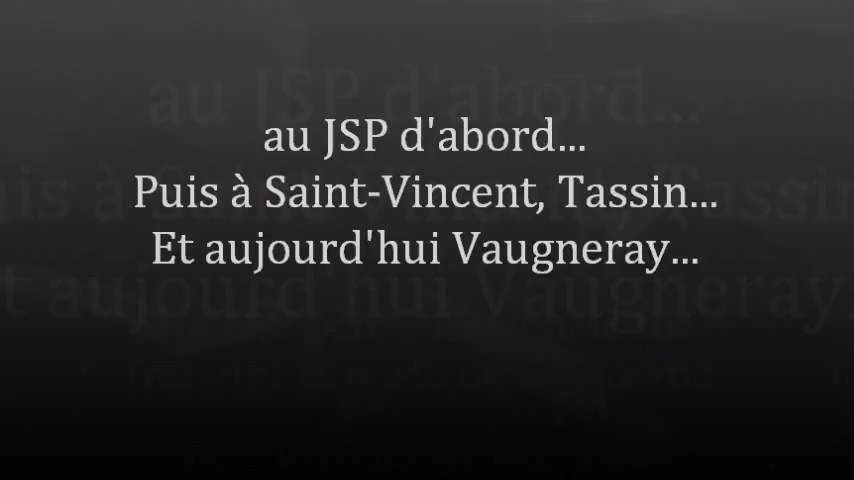 au JSP d'abord...
Puis à Saint-Vincent, Tassin...
Et aujourd'hui Vaugneray...